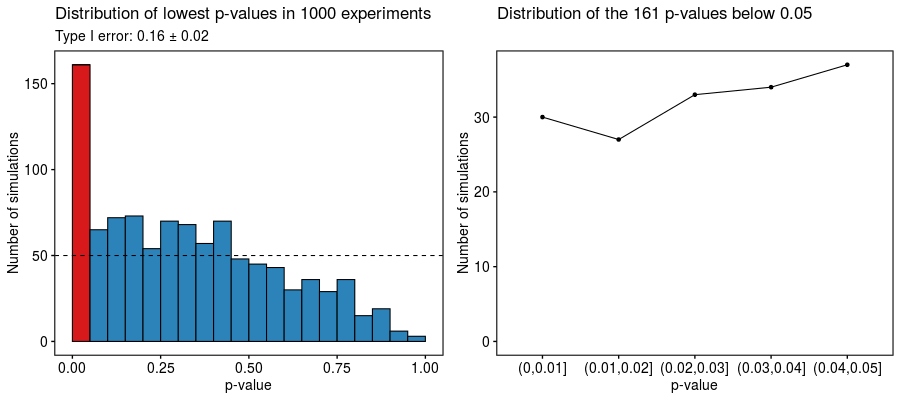 Distribution of lowest p-values in 1000 experiments
Type I error: 0.16 ± 0.02
Number of simulations
150
100
50
0
0.00 0.25 0.50 0.75 1.00
p-value
Distribution of the 161 p-values below 0.05
Number of simulations
30
20
10
0
(0,0.01] (0.01,0.02] (0.02,0.03] (0.03,0.04] (0.04,0.05]
p-value